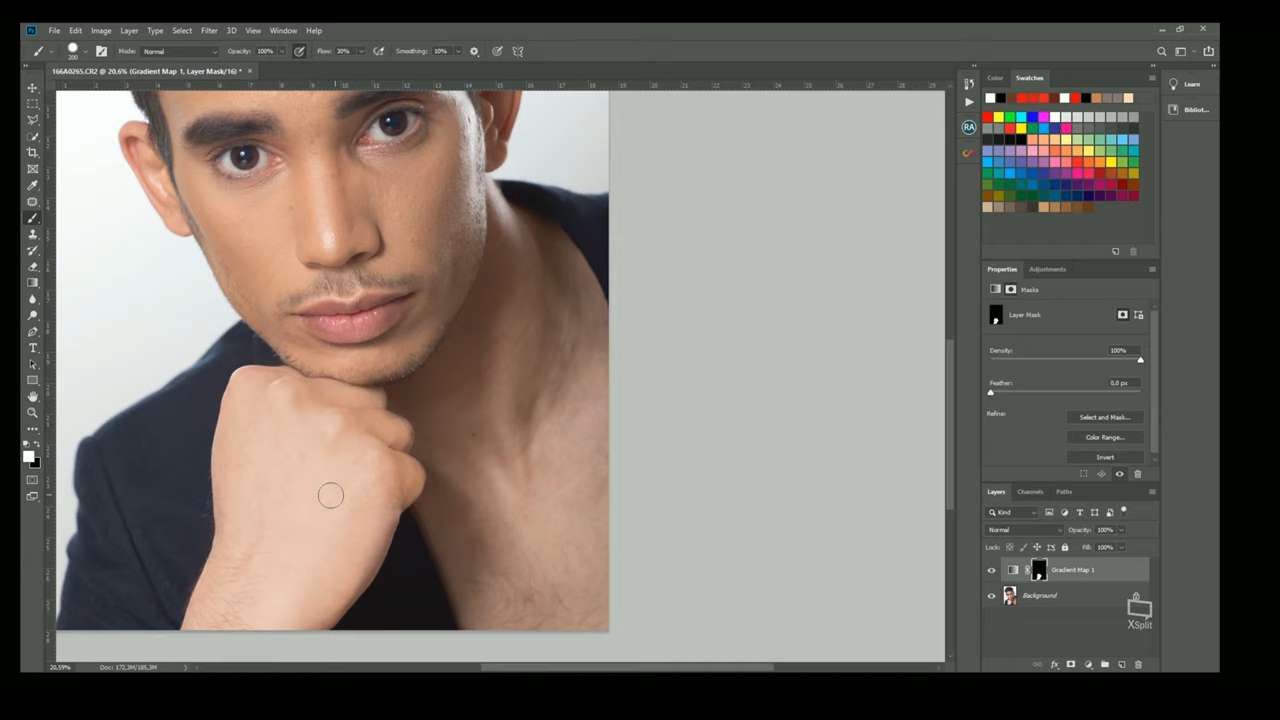 Ps File Edit Image Layer Type Select Filter 3D View Window Help
200 Mode: Normal Opacity: 100% Flow: 30% Smoothing: 10%
166A0265.CR2 @ 20,6% (Gradient Map 1, Layer Mask/16) * ×
Color Swatches
Learn
Bibliot...
RA
Properties Adjustments
Masks
Layer Mask
Density: 100%
Feather: 0,0 px
Refine: Select and Mask...
Color Range...
Invert
Layers Channels Paths
Kind
Normal Opacity: 100%
Lock: Fill: 100%
Gradient Map 1
Background
XSplit
20,59% Doc: 172,3M/185,3M